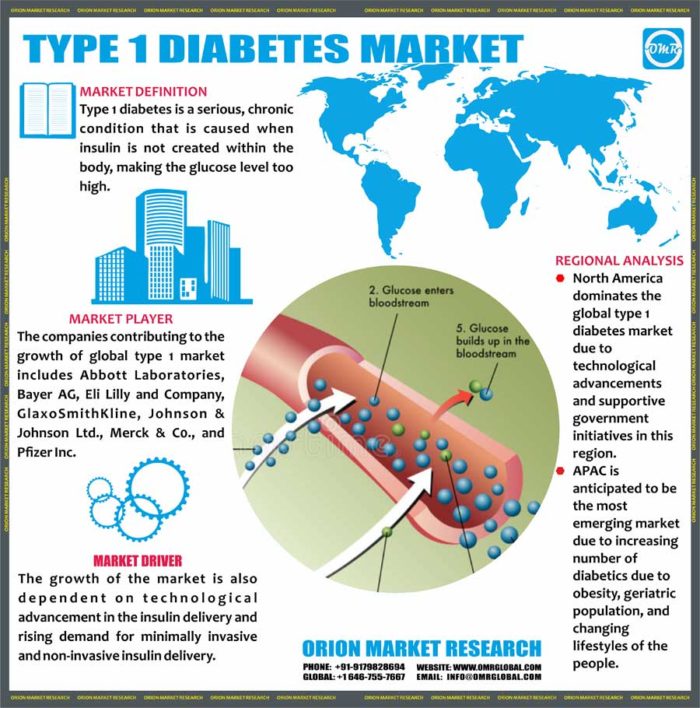 ORION MARKET RESEARCH ORION MARKET RESEARCH ORION MARKET RESEARCH ORION MARKET RESEARCH ORION MARKET RESEARCH ORION MARKET RESEARCH ORION MARKET RESEARCH ORION MARKET RESEARCH
TYPE 1 DIABETES MARKET
OMR
MARKET DEFINITION
Type 1 diabetes is a serious, chronic
condition that is caused when
insulin is not created within the
body, making the glucose level too
high.
MARKET PLAYER
The companies contributing to the
growth of global type 1 market
includes Abbott Laboratories,
Bayer AG, Eli Lilly and Company,
GlaxoSmithKline, Johnson &
Johnson Ltd., Merck & Co., and
Pfizer Inc.
MARKET DRIVER
The growth of the market is also
dependent on technological
advancement in the insulin delivery and
rising demand for minimally invasive
and non-invasive insulin delivery.
2. Glucose enters
bloodstream
5. Glucose
builds up in the
bloodstream
REGIONAL ANALYSIS
North America
dominates the
global type 1
diabetes market
due to
technological
advancements
and supportive
government
initiatives in this
region.
APAC is
anticipated to be
the most
emerging market
due to increasing
number of
diabetics due to
obesity, geriatric
population, and
changing
lifestyles of the
people.
ORION MARKET RESEARCH
PHONE: +91-9179828694 WEBSITE: WWW.OMRGLOBAL.COM
GLOBAL: +1 646-755-7667 EMAIL: INFO@OMRGLOBAL.COM
ORION MARKET RESEARCH ORION MARKET RESEARCH ORION MARKET RESEARCH ORION MARKET RESEARCH ORION MARKET RESEARCH ORION MARKET RESEARCH ORION MARKET RESEARCH ORION MARKET RESEARCH